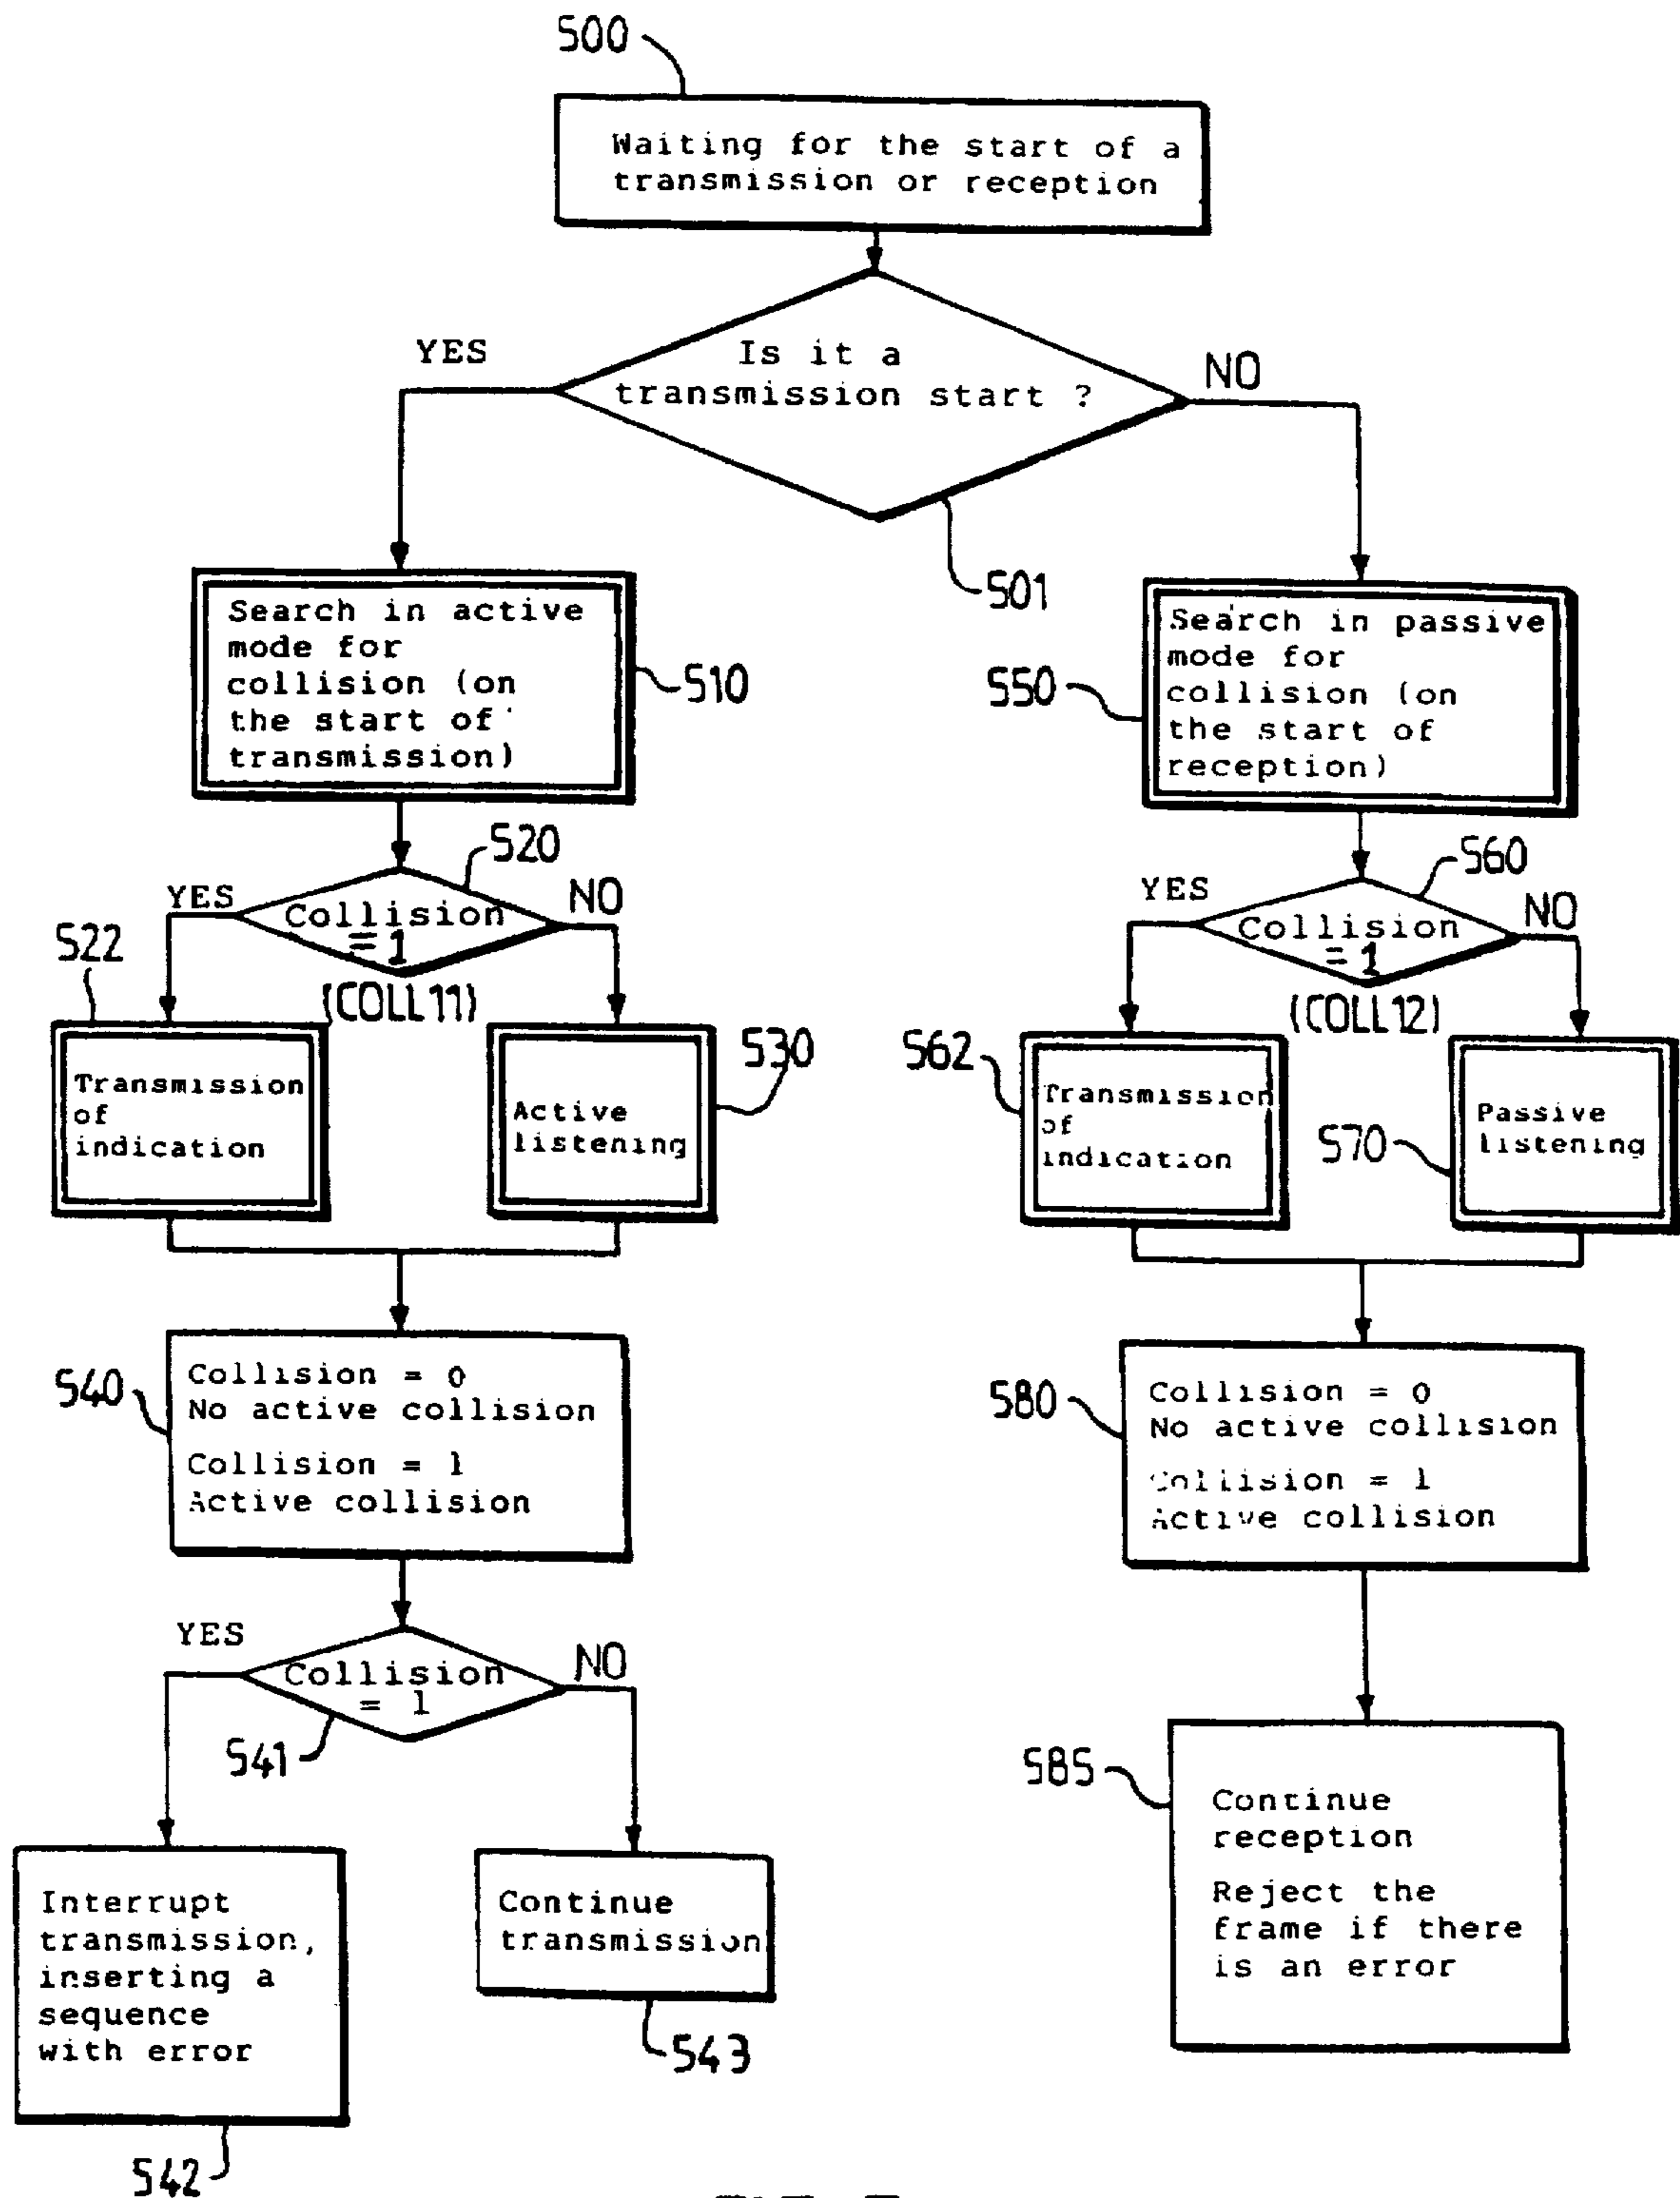 500
Waiting for the start of a
transmission or reception
YES
Is it a
transmission start ?
NO
501
Search in active
mode for
collision (on
the start of
transmission)
510
550
Search in passive
mode for
collision (on
the start of
reception)
520
YES
Collision
= 1
NO
(COLL11)
522
Transmission
of
indication
Active
listening
530
560
YES
Collision
= 1
NO
(COLL12)
562
Transmission
of
indication
570
Passive
listening
540
Collision = 0
No active collision
Collision = 1
Active collision
580
Collision = 0
No active collision
Collision = 1
Active collision
YES
Collision
= 1
NO
541
Interrupt
transmission,
inserting a
sequence
with error
542
Continue
transmission
543
585
Continue
reception
Reject the
frame if there
is an error